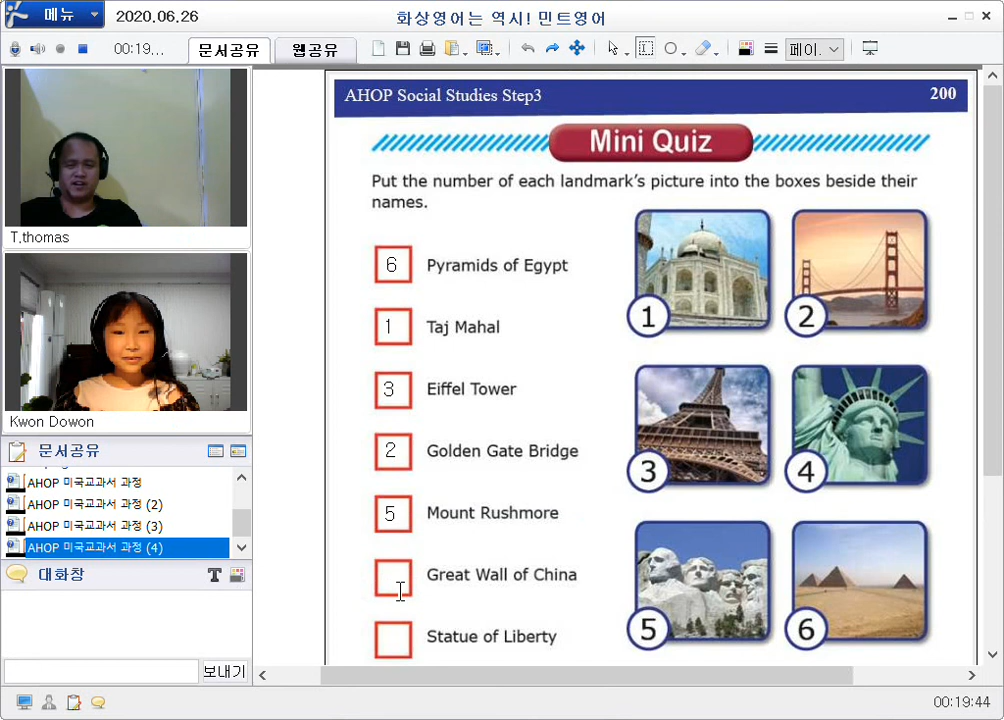 메뉴
2020.06.26
화상영어는 역시! 민트영어
00:19...
문서공유
웹공유
페이.
T,thomas
Kwon Dowon
문서공유
AHOP 미국교과서 과정
AHOP 미국교과서 과정 (2)
AHOP 미국교과서 과정 (3)
AHOP 미국교과서 과정 (4)
대화창
보내기
AHOP Social Studies Step3
200
Mini Quiz
Put the number of each landmark's picture into the boxes beside their
names.
6 Pyramids of Egypt
1 Taj Mahal
3 Eiffel Tower
2 Golden Gate Bridge
5 Mount Rushmore
Great Wall of China
Statue of Liberty
1
2
3
4
5
6
00:19:44